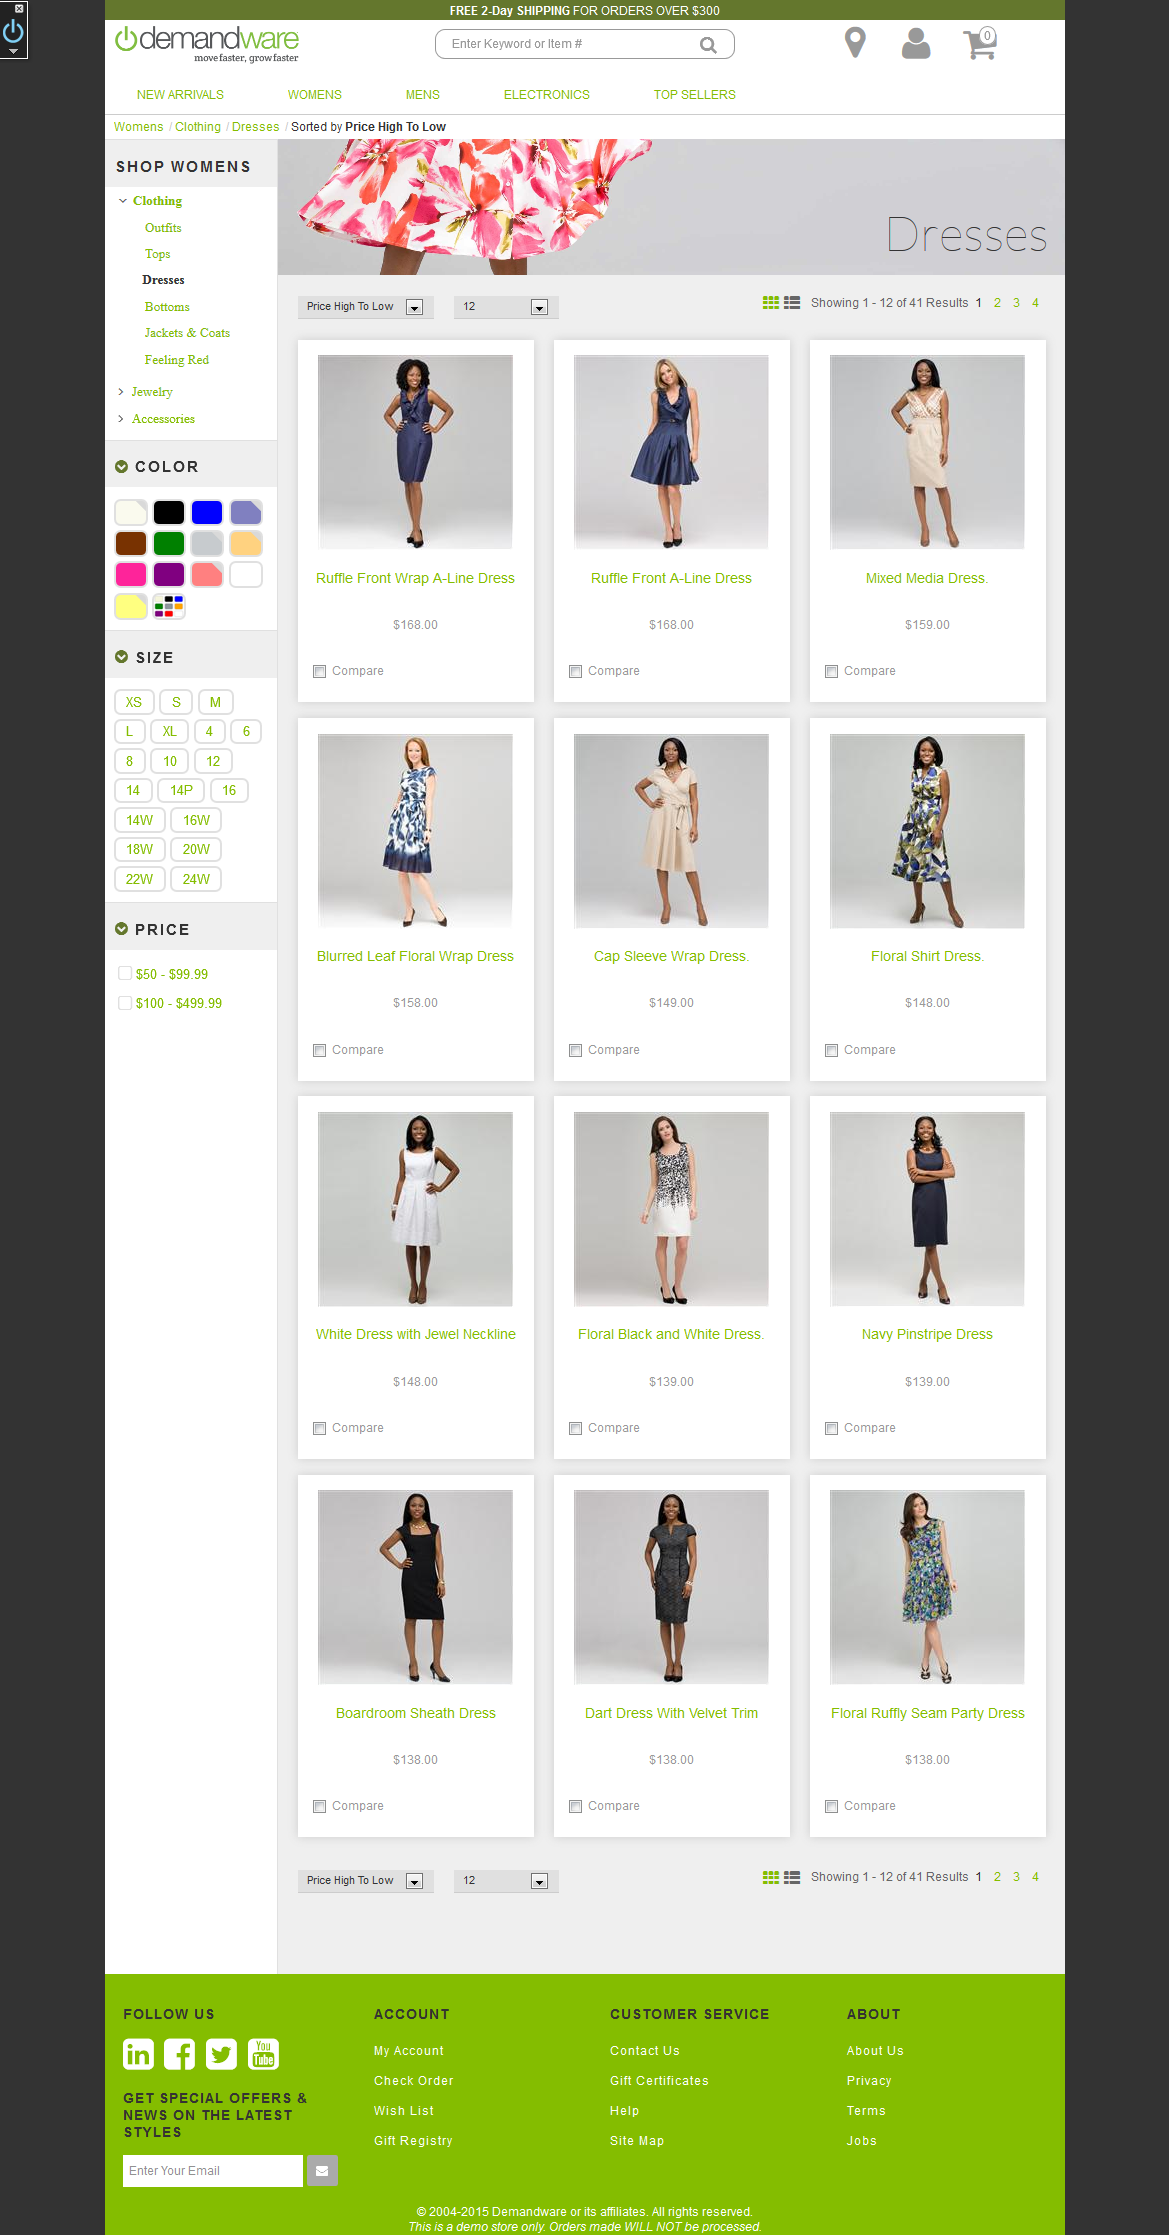 FREE 2-Day SHIPPING FOR ORDERS OVER $300
demandware
move faster, grow faster
Enter Keyword or Item #
0
NEW ARRIVALS WOMENS MENS ELECTRONICS TOP SELLERS
Womens / Clothing / Dresses / Sorted by Price High To Low
SHOP WOMENS
Clothing
Outfits
Tops
Dresses
Bottoms
Jackets & Coats
Feeling Red
Jewelry
Accessories
COLOR
SIZE
XS S M
L XL 4 6
8 10 12
14 14P 16
14W 16W
18W 20W
22W 24W
PRICE
$50 - $99.99
$100 - $499.99
Dresses
Price High To Low 12 Showing 1 - 12 of 41 Results 1 2 3 4
Ruffle Front Wrap A-Line Dress
$168.00
Compare
Ruffle Front A-Line Dress
$168.00
Compare
Mixed Media Dress.
$159.00
Compare
Blurred Leaf Floral Wrap Dress
$158.00
Compare
Cap Sleeve Wrap Dress.
$149.00
Compare
Floral Shirt Dress.
$148.00
Compare
White Dress with Jewel Neckline
$148.00
Compare
Floral Black and White Dress.
$139.00
Compare
Navy Pinstripe Dress
$139.00
Compare
Boardroom Sheath Dress
$138.00
Compare
Dart Dress With Velvet Trim
$138.00
Compare
Floral Ruffly Seam Party Dress
$138.00
Compare
Price High To Low 12 Showing 1 - 12 of 41 Results 1 2 3 4
FOLLOW US
in
You
Tube
GET SPECIAL OFFERS &
NEWS ON THE LATEST
STYLES
Enter Your Email
ACCOUNT
My Account
Check Order
Wish List
Gift Registry
CUSTOMER SERVICE
Contact Us
Gift Certificates
Help
Site Map
ABOUT
About Us
Privacy
Terms
Jobs
© 2004-2015 Demandware or its affiliates. All rights reserved.
This is a demo store only. Orders made WILL NOT be processed.